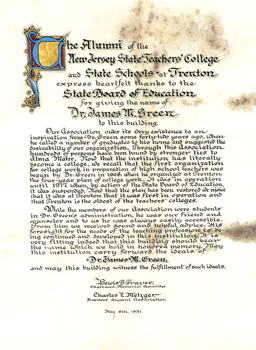 The Alumni of the
New Jersey State Teachers' College
and State Schools at Trenton
express heartfelt thanks to the
State Board of Education
for giving the name of
Dr. James M. Green
to this building.
Our Association owes its very existence to an
inspiration from Dr. Green some forty-two years ago, when
he called a number of graduates to his home and suggested the
desirability of our organization. Through this Association
hundreds of people have been bound by stronger ties to
Alma Mater. Now that the institution has literally
become a college, we recall that the first organization
for college work in preparation of high school teachers was
begun by Dr. Green in 1908, when he organized at Trenton
the four-year plan of college work. It was in operation
until 1917 when, by action of the State Board of Education,
it was suspended. Now that the plan has been restored
that it was at Trenton that it was first in operation and
that Trenton is the oldest of the teachers' colleges.
While the members of our Association were students
in Dr. Green's administration, he was our friend and
counselor and to us he was always easily accessible.
From him we received sound and helpful advice. His
foresight for the needs of the teaching profession is being
continued and developed in this institution. It is
very fitting indeed that this building should bear
the name which we hold in honored memory. May
this institution carry forward the ideals of
Dr. James M. Green,
and may this building witness the fulfillment of such ideals.
Chairman, Memorial Committee
Charles E. Metzger
President Alumni Association
May 8th, 1931